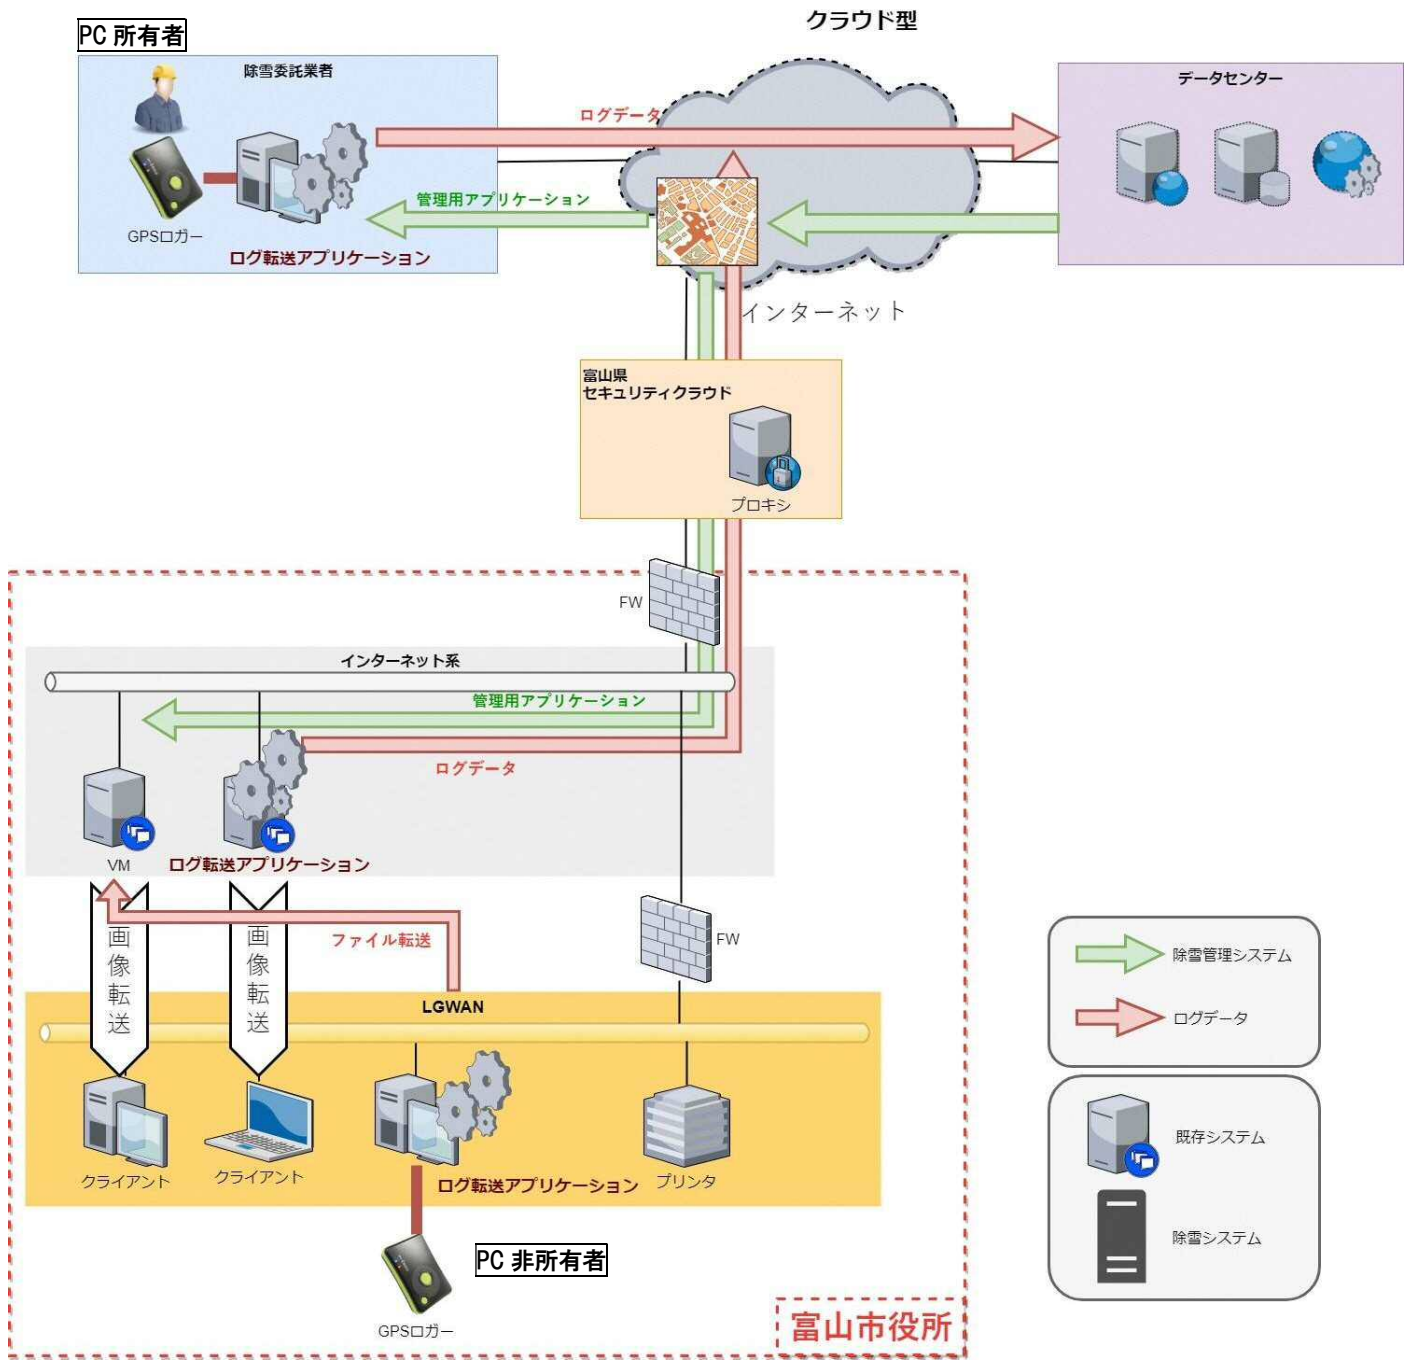 クラウド型
PC 所有者
除雪委託業者
データセンター
ログデータ
管理用アプリケーション
GPSロガー
ログ転送アプリケーション
インターネット
富山県
セキュリティクラウド
プロキシ
FW
インターネット系
管理用アプリケーション
ログデータ
VM
ログ転送アプリケーション
画像転送
画像転送
ファイル転送
FW
LGWAN
クライアント
クライアント
ログ転送アプリケーション
プリンタ
PC 非所有者
GPSロガー
富山市役所
除雪管理システム
ログデータ
既存システム
除雪システム